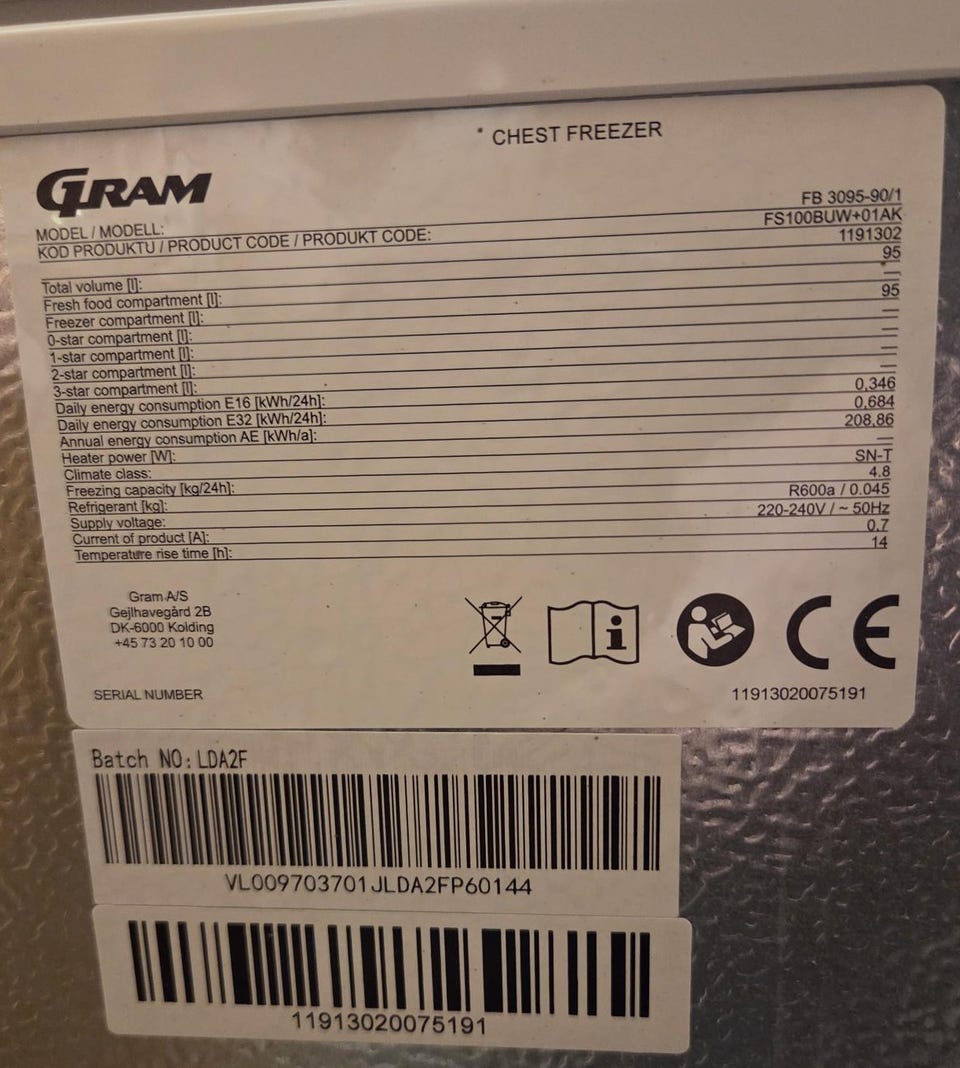 * CHEST FREEZER
GRAM
FB 3095-90/1
MODEL / MODELL: FS100BUW+01AK
KOD PRODUKTU / PRODUCT CODE / PRODUKT CODE: 1191302
Total volume [l]: 95
Fresh food compartment [l]: —
Freezer compartment [l]: 95
0-star compartment [l]: —
1-star compartment [l]: —
2-star compartment [l]: —
3-star compartment [l]: —
Daily energy consumption E16 [kWh/24h]: 0,346
Daily energy consumption E32 [kWh/24h]: 0,684
Annual energy consumption AE [kWh/a]: 208,86
Heater power [W]: —
Climate class: SN-T
Freezing capacity [kg/24h]: 4.8
Refrigerant [kg]: R600a / 0.045
Supply voltage: 220-240V / ~ 50Hz
Current of product [A]: 0.7
Temperature rise time [h]: 14
Gram A/S
Gejlhavegård 2B
DK-6000 Kolding
+45 73 20 10 00
i
CE
SERIAL NUMBER 11913020075191
Batch NO: LDA2F
VL009703701JLDA2FP60144
11913020075191